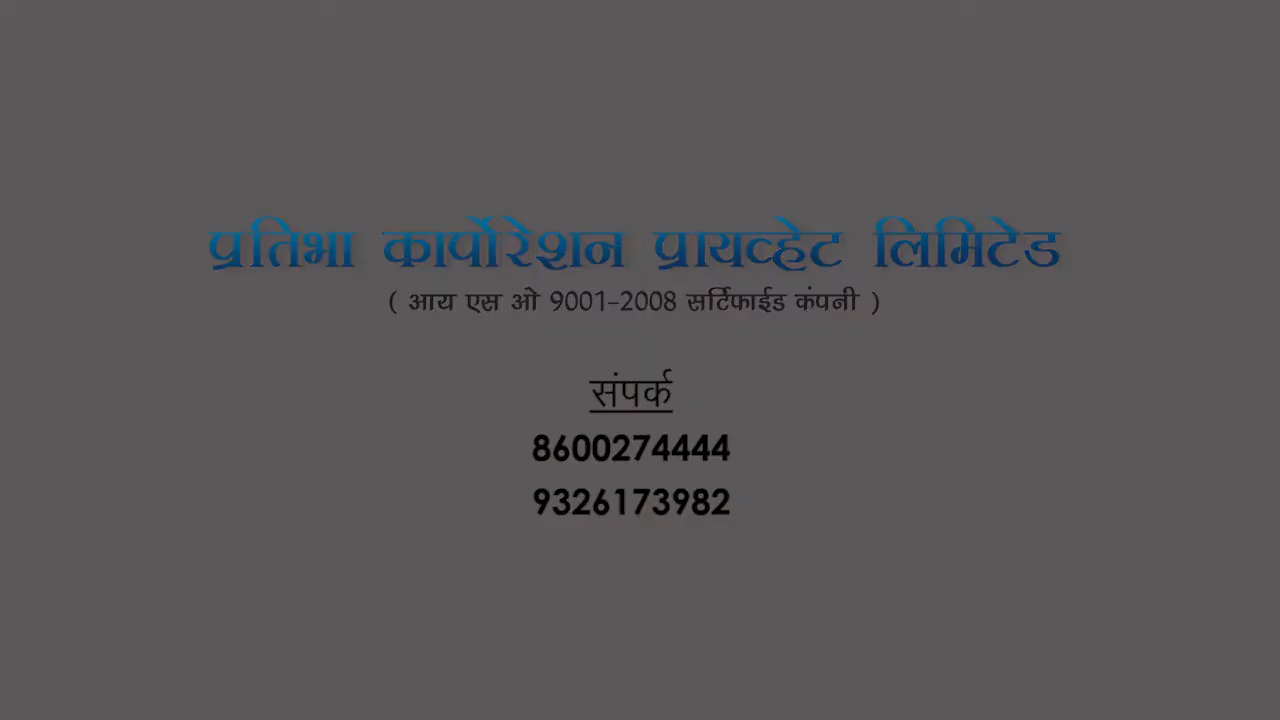 प्रतिभा कार्पोरेशन प्रायव्हेट लिमिटेड
( आय एस ओ 9001-2008 सर्टिफाईड कंपनी )
संपर्क
8600274444
9326173982